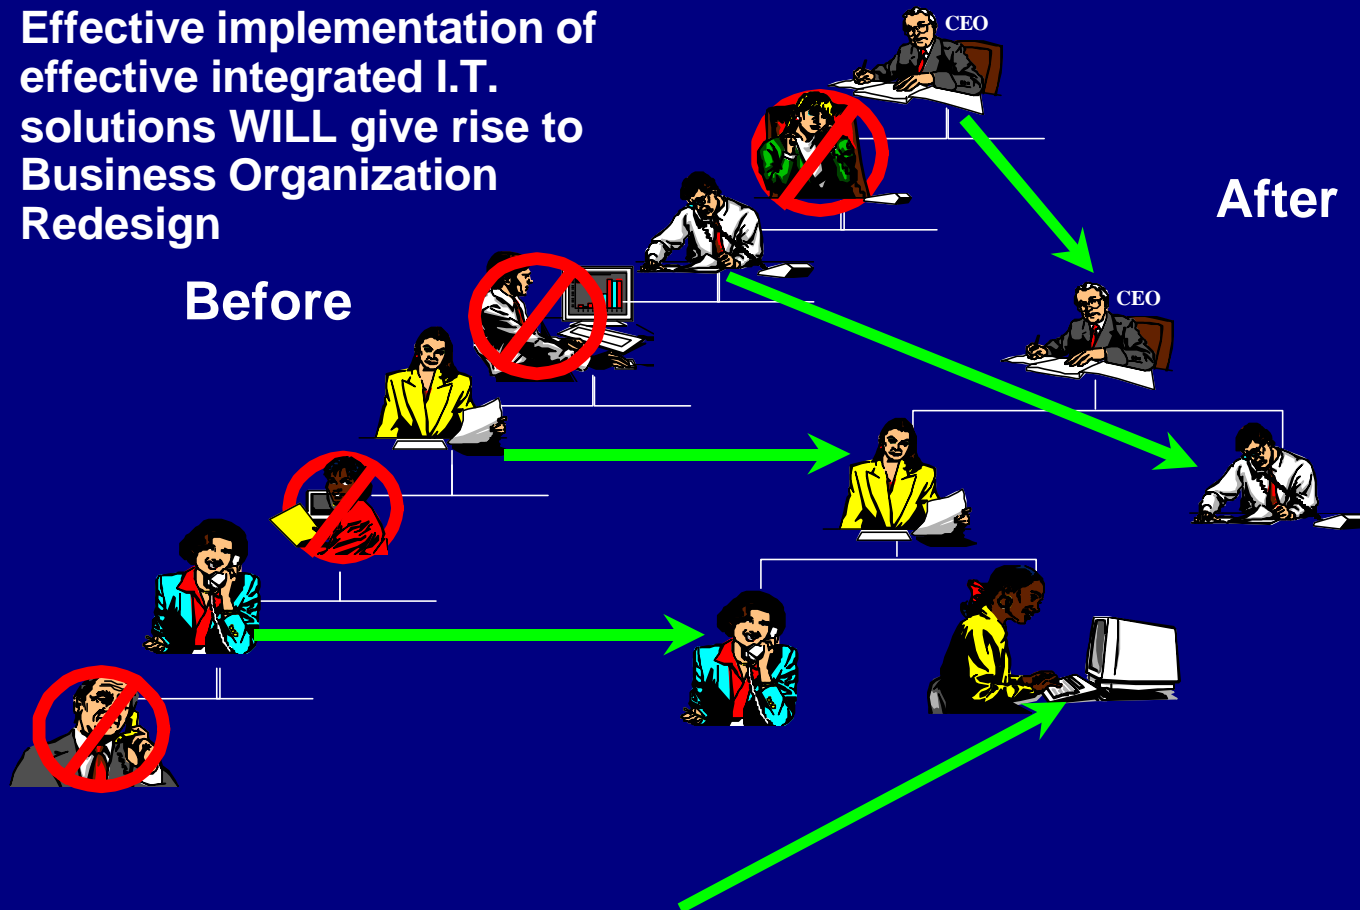 Effective implementation of
effective integrated I.T.
solutions WILL give rise to
Business Organization
Redesign
CEO
After
Before
CEO